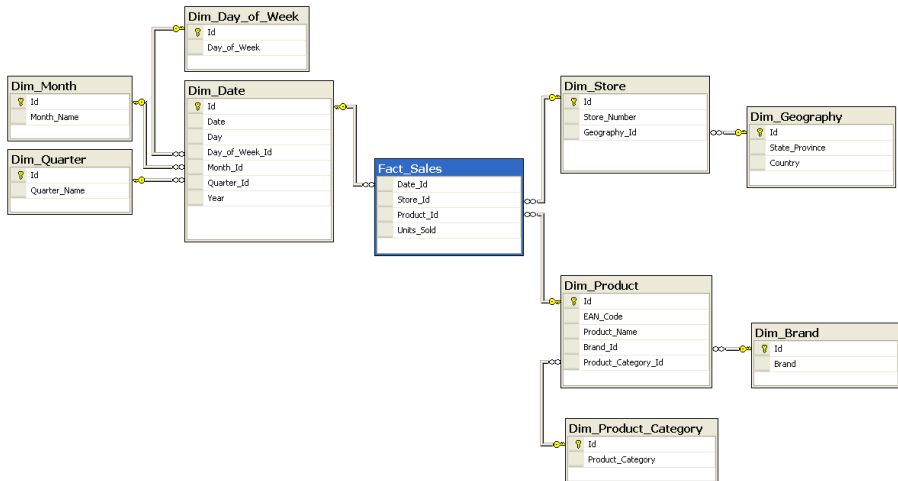 Dim_Day_of_Week
Id
Day_of_Week
Dim_Month
Id
Month_Name
Dim_Quarter
Id
Quarter_Name
Dim_Date
Id
Date
Day
Day_of_Week_Id
Month_Id
Quarter_Id
Year
Fact_Sales
Date_Id
Store_Id
Product_Id
Units_Sold
Dim_Store
Id
Store_Number
Geography_Id
Dim_Geography
Id
State_Province
Country
Dim_Product
Id
EAN_Code
Product_Name
Brand_Id
Product_Category_Id
Dim_Brand
Id
Brand
Dim_Product_Category
Id
Product_Category